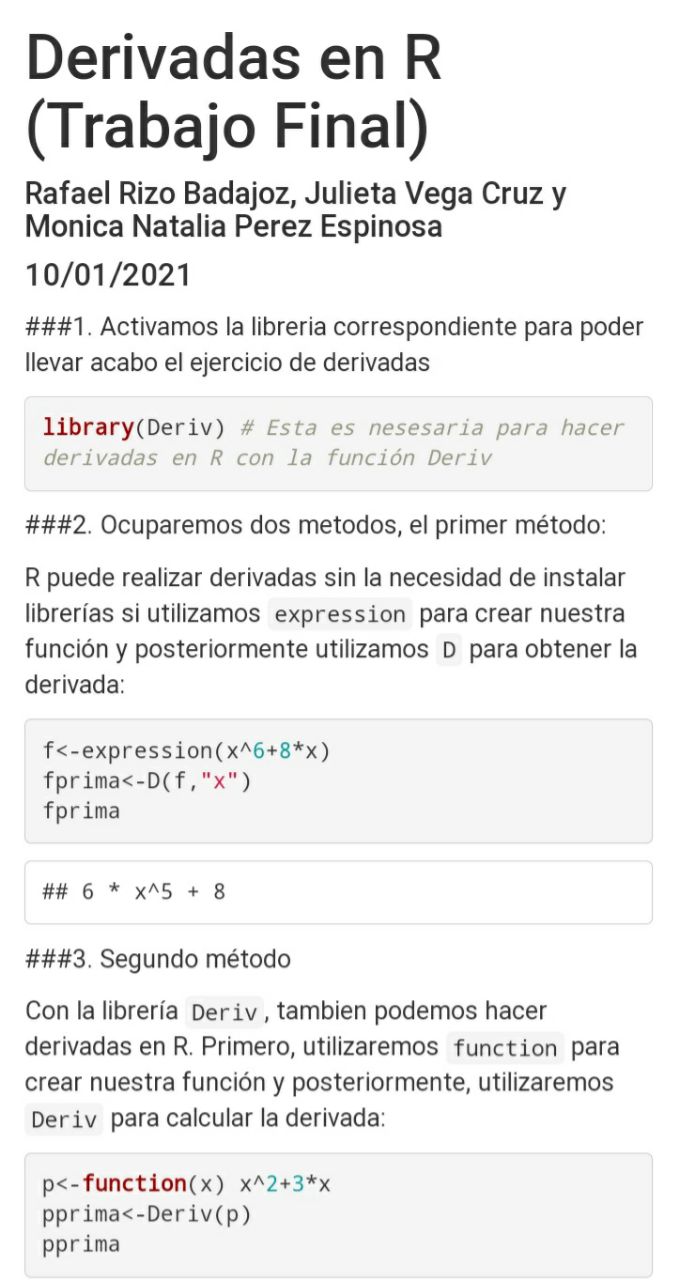 Derivadas en R
(Trabajo Final)
Rafael Rizo Badajoz, Julieta Vega Cruz y
Monica Natalia Perez Espinosa
10/01/2021
###1. Activamos la libreria correspondiente para poder
llevar acabo el ejercicio de derivadas
library(Deriv) # Esta es nesesaria para hacer
derivadas en R con la función Deriv
###2. Ocuparemos dos metodos, el primer método:
R puede realizar derivadas sin la necesidad de instalar
librerías si utilizamos expression para crear nuestra
función y posteriormente utilizamos D para obtener la
derivada:
f<-expression(x^6+8*x)
fprima<-D(f,"x")
fprima
## 6 * x^5 + 8
###3. Segundo método
Con la librería Deriv, tambien podemos hacer
derivadas en R. Primero, utilizaremos function para
crear nuestra función y posteriormente, utilizaremos
Deriv para calcular la derivada:
p<-function(x) x^2+3*x
pprima<-Deriv(p)
pprima